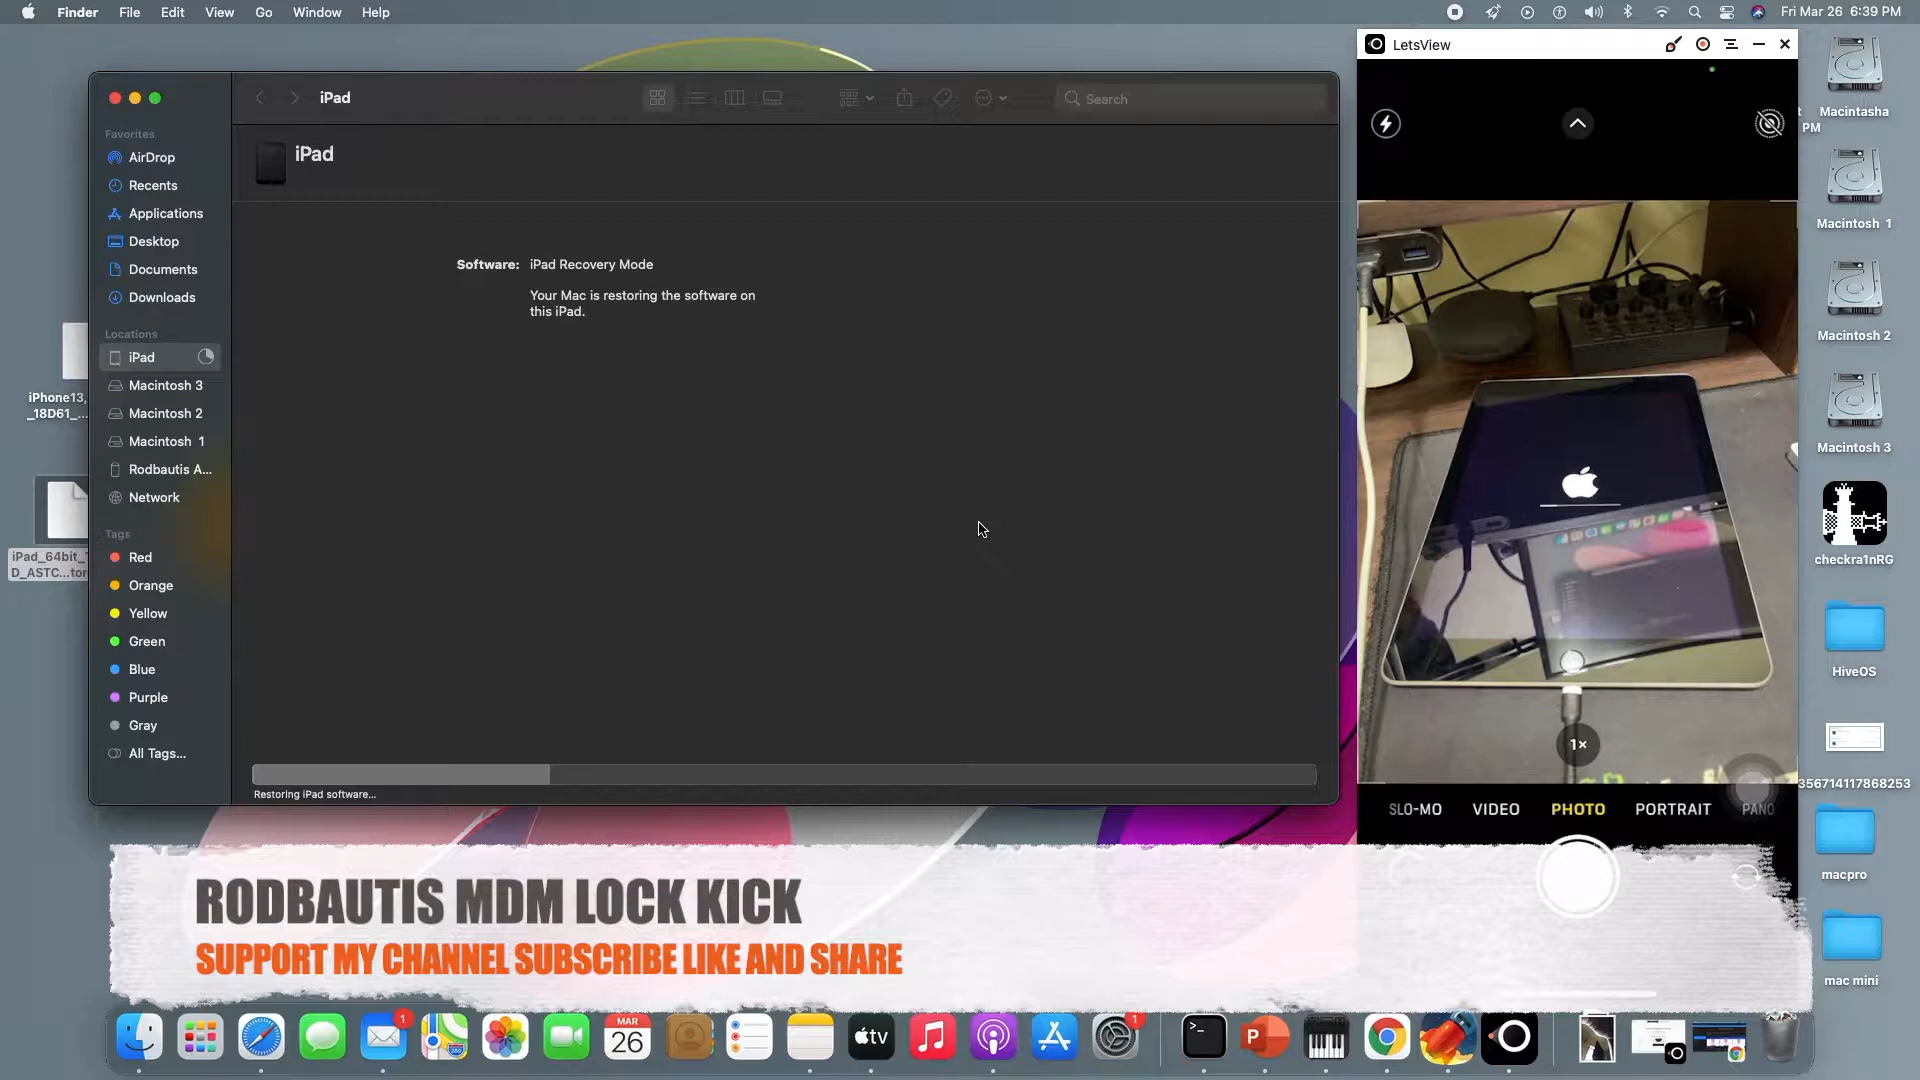 Finder File Edit View Go Window Help
Fri Mar 26 6:39 PM
iPad
Search
Favorites
AirDrop
Recents
Applications
Desktop
Documents
Downloads
Locations
iPad
Macintosh 3
Macintosh 2
Macintosh 1
Rodbautis A...
Network
Tags
Red
Orange
Yellow
Green
Blue
Purple
Gray
All Tags...
iPad
Software: iPad Recovery Mode
Your Mac is restoring the software on
this iPad.
Restoring iPad software...
iPhone13,
_18D61_...
iPad_64bit_
D_ASTC...tor
LetsView
1×
SLO-MO VIDEO PHOTO PORTRAIT PANO
Macintasha
PM
Macintosh 1
Macintosh 2
Macintosh 3
checkra1nRG
HiveOS
356714117868253
macpro
mac mini
RODBAUTIS MDM LOCK KICK
SUPPORT MY CHANNEL SUBSCRIBE LIKE AND SHARE
1
280
MAR
26
tv
1
>_
P